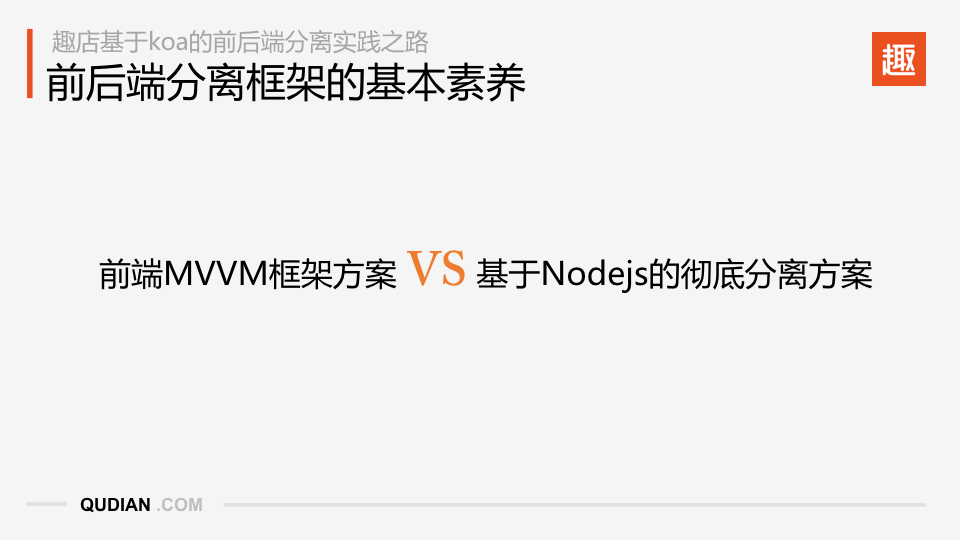 趣店基于koa的前后端分离实践之路
前后端分离框架的基本素养
趣
前端MVVM框架方案 VS 基于Nodejs的彻底分离方案
QUDIAN .COM